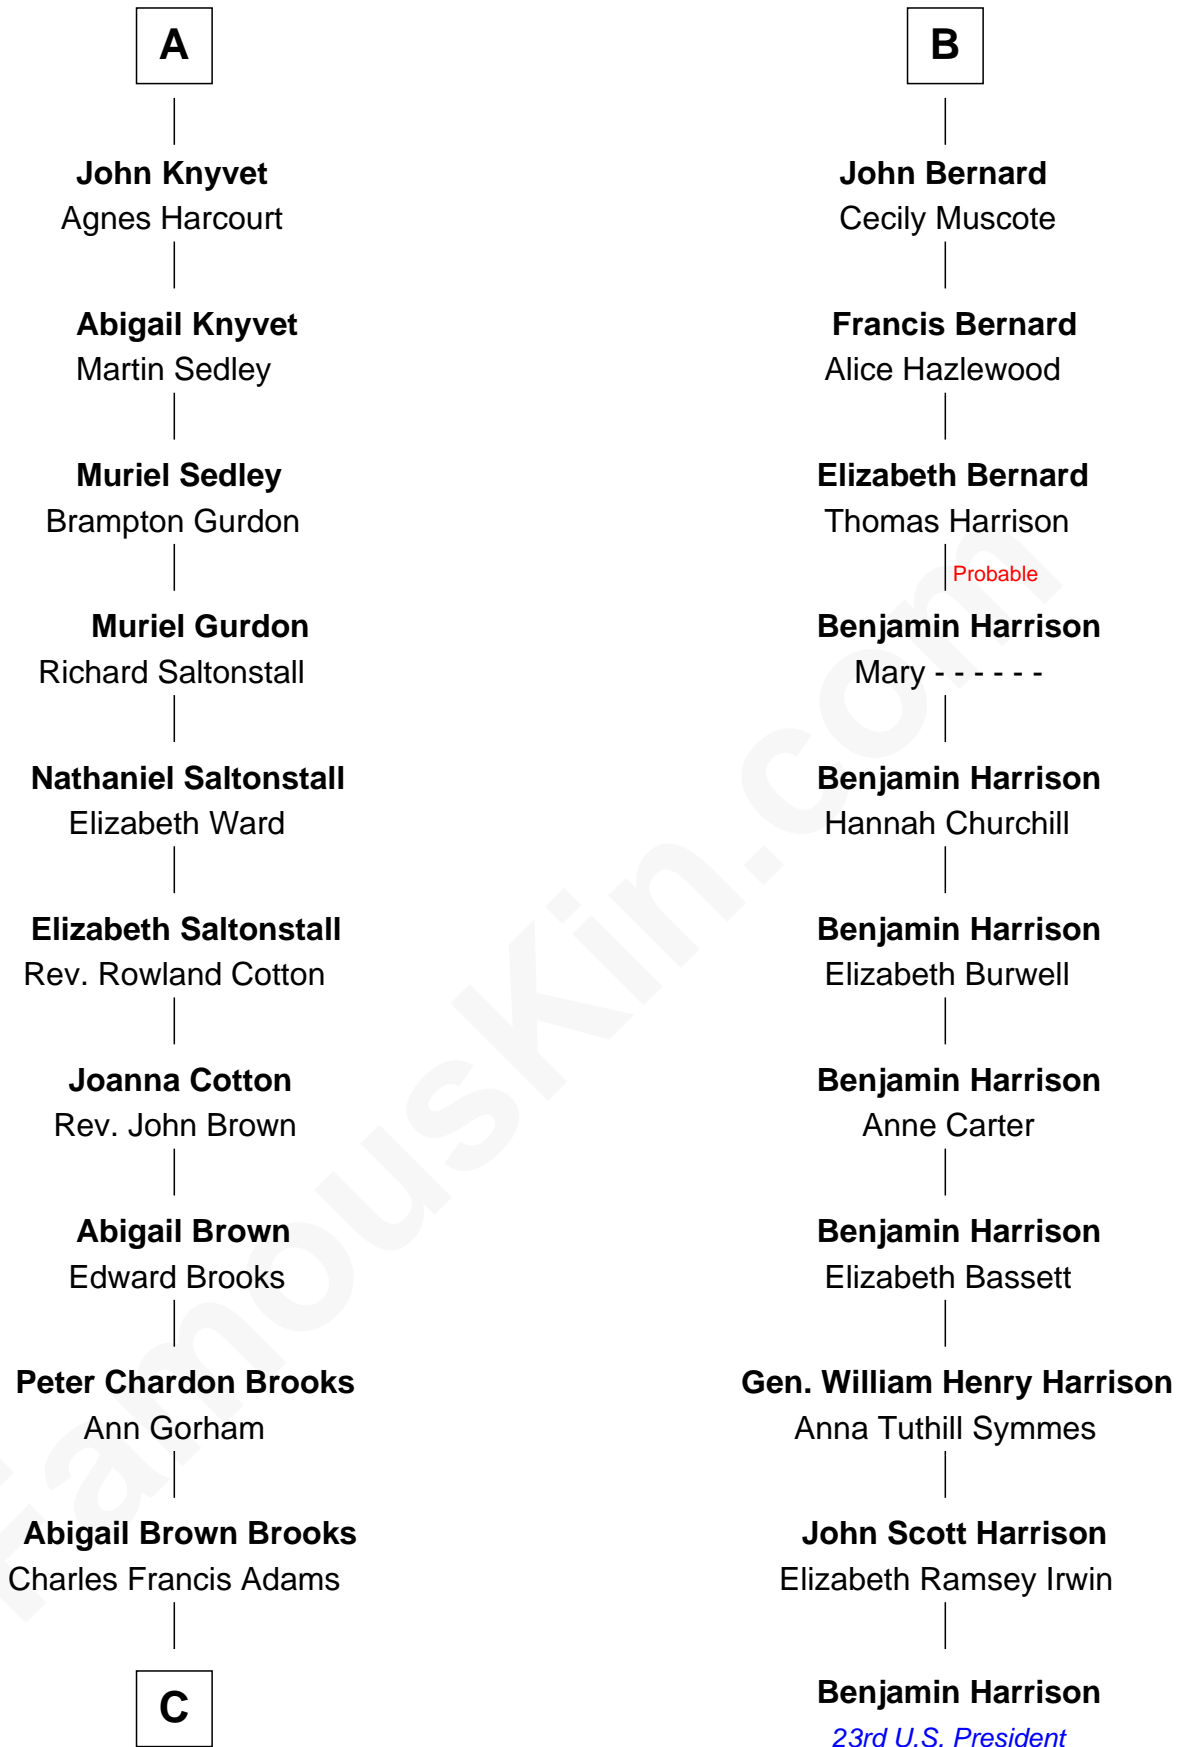 A
John Knyvet
Agnes Harcourt
Abigail Knyvet
Martin Sedley
Muriel Sedley
Brampton Gurdon
Muriel Gurdon
Richard Saltonstall
Nathaniel Saltonstall
Elizabeth Ward
Elizabeth Saltonstall
Rev. Rowland Cotton
Joanna Cotton
Rev. John Brown
Abigail Brown
Edward Brooks
Peter Chardon Brooks
Ann Gorham
Abigail Brown Brooks
Charles Francis Adams
C
B
John Bernard
Cecily Muscote
Francis Bernard
Alice Hazlewood
Elizabeth Bernard
Thomas Harrison
Probable
Benjamin Harrison
Mary - - - - - -
Benjamin Harrison
Hannah Churchill
Benjamin Harrison
Elizabeth Burwell
Benjamin Harrison
Anne Carter
Benjamin Harrison
Elizabeth Bassett
Gen. William Henry Harrison
Anna Tuthill Symmes
John Scott Harrison
Elizabeth Ramsey Irwin
Benjamin Harrison
23rd U.S. President
FamousKin.com